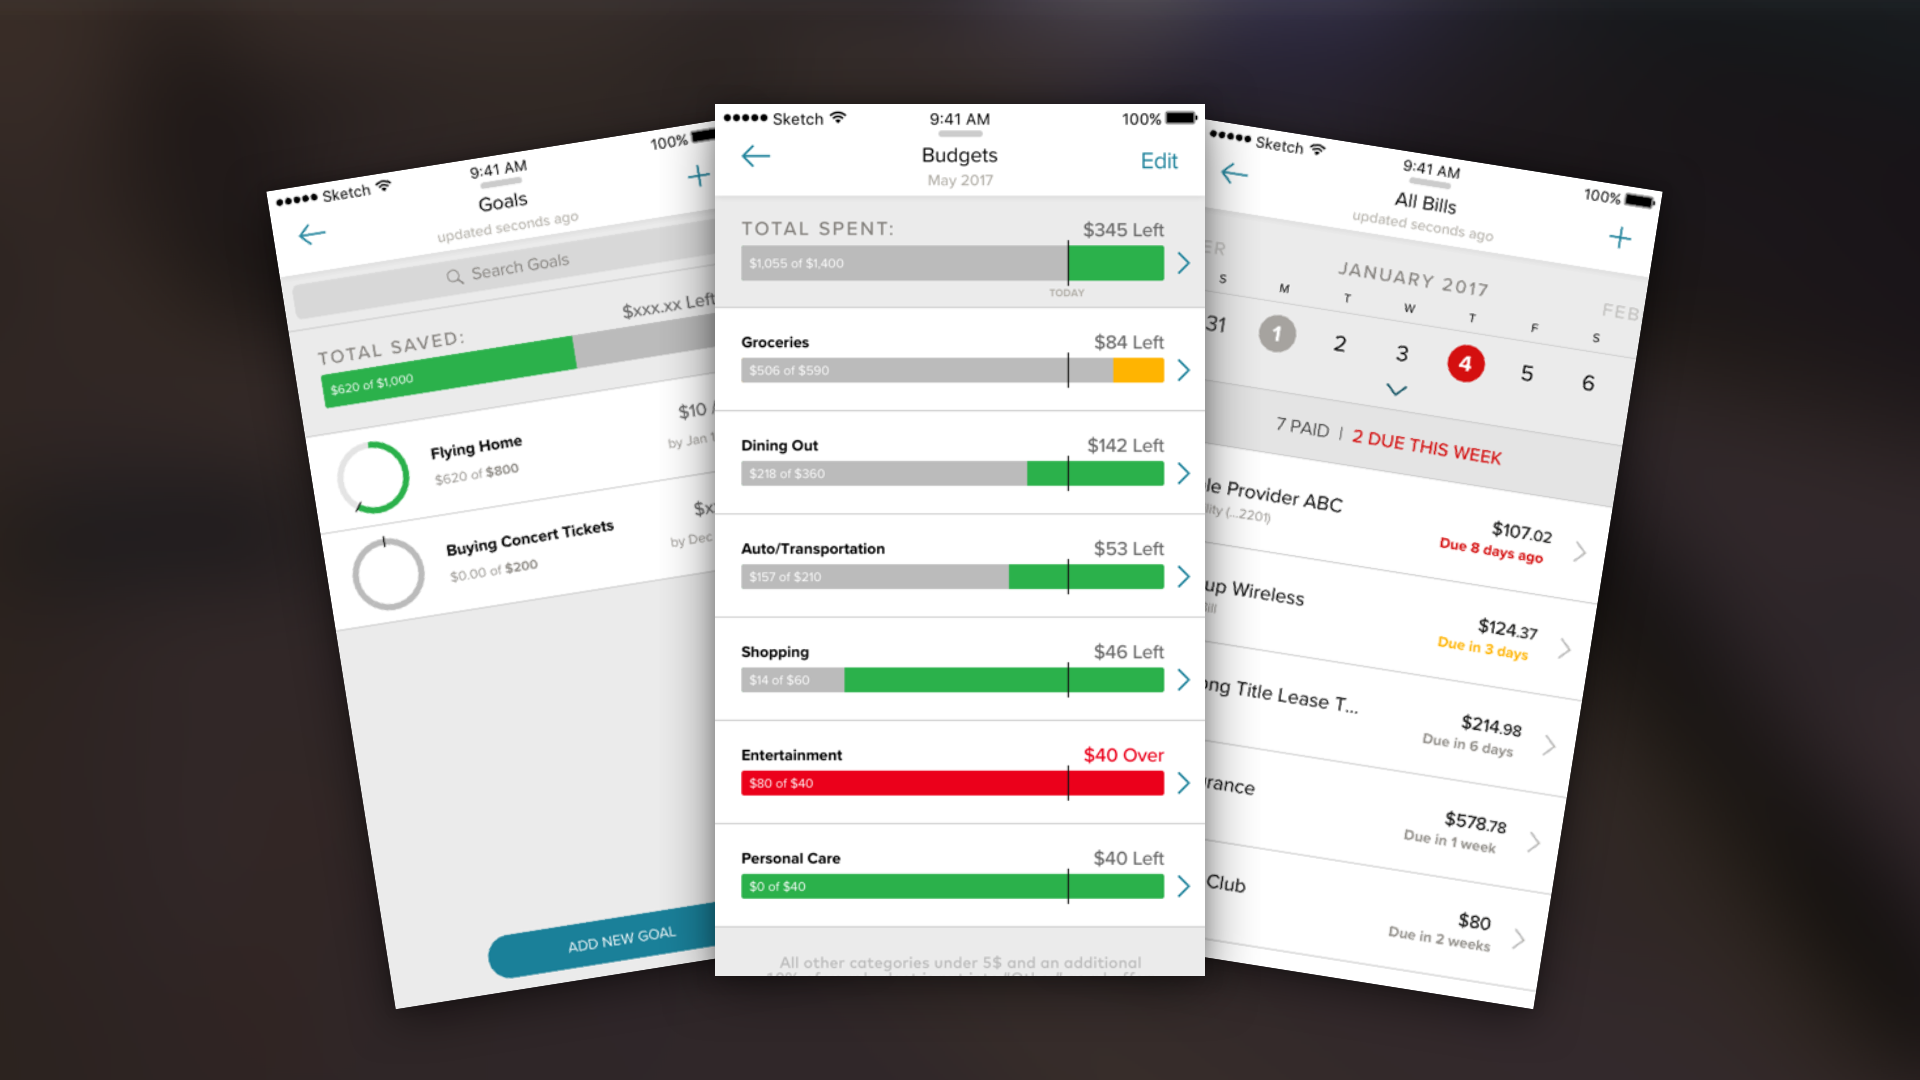 Sketch
9:41 AM
100%
Goals
updated seconds ago
Search Goals
$xxx.xx Left
TOTAL SAVED:
$620 of $1,000
Flying Home
$10
$620 of $800
by Jan
Buying Concert Tickets
$0.00 of $200
by Dec
ADD NEW GOAL
Sketch
9:41 AM
100%
Budgets
Edit
May 2017
TOTAL SPENT:
$345 Left
$1,055 of $1,400
TODAY
Groceries
$84 Left
$506 of $590
Dining Out
$142 Left
$218 of $360
Auto/Transportation
$53 Left
$157 of $210
Shopping
$46 Left
$14 of $60
Entertainment
$40 Over
$80 of $40
Personal Care
$40 Left
$0 of $40
All other categories under 5$ and an additional
Sketch
9:41 AM
100%
All Bills
updated seconds ago
ER
JANUARY 2017
FEB
S M T W T F S
31 1 2 3 4 5 6
7 PAID | 2 DUE THIS WEEK
le Provider ABC
lity (...2201)
$107.02
Due 8 days ago
up Wireless
$124.37
Due in 3 days
ng Title Lease T...
$214.98
Due in 6 days
rance
$578.78
Due in 1 week
Club
$80
Due in 2 weeks